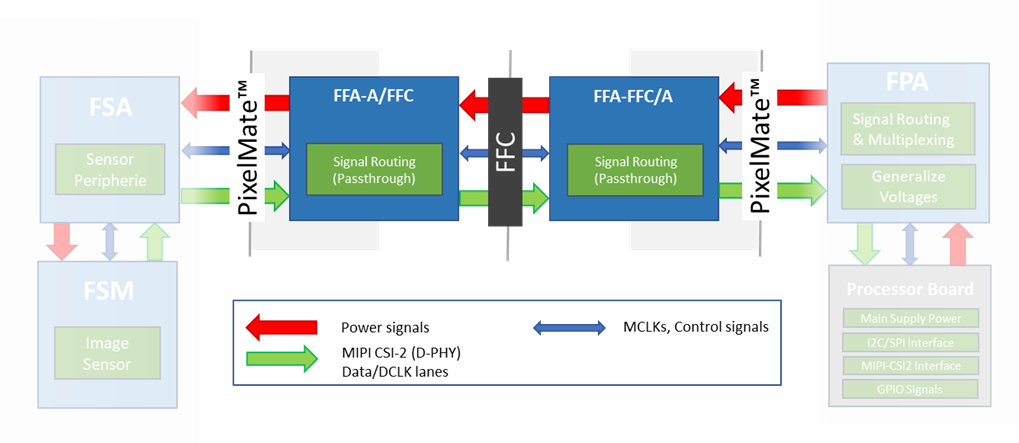 FSA
Sensor
Peripherie
FSM
Image
Sensor
PixelMate™
FFA-A/FFC
Signal Routing
(Passthrough)
FFC
FFA-FFC/A
Signal Routing
(Passthrough)
PixelMate™
FPA
Signal Routing
& Multiplexing
Generalize
Voltages
Processor Board
Main Supply Power
I2C/SPI Interface
MIPI-CSI2 Interface
GPIO Signals
Power signals
MIPI CSI-2 (D-PHY)
Data/DCLK lanes
MCLKs, Control signals